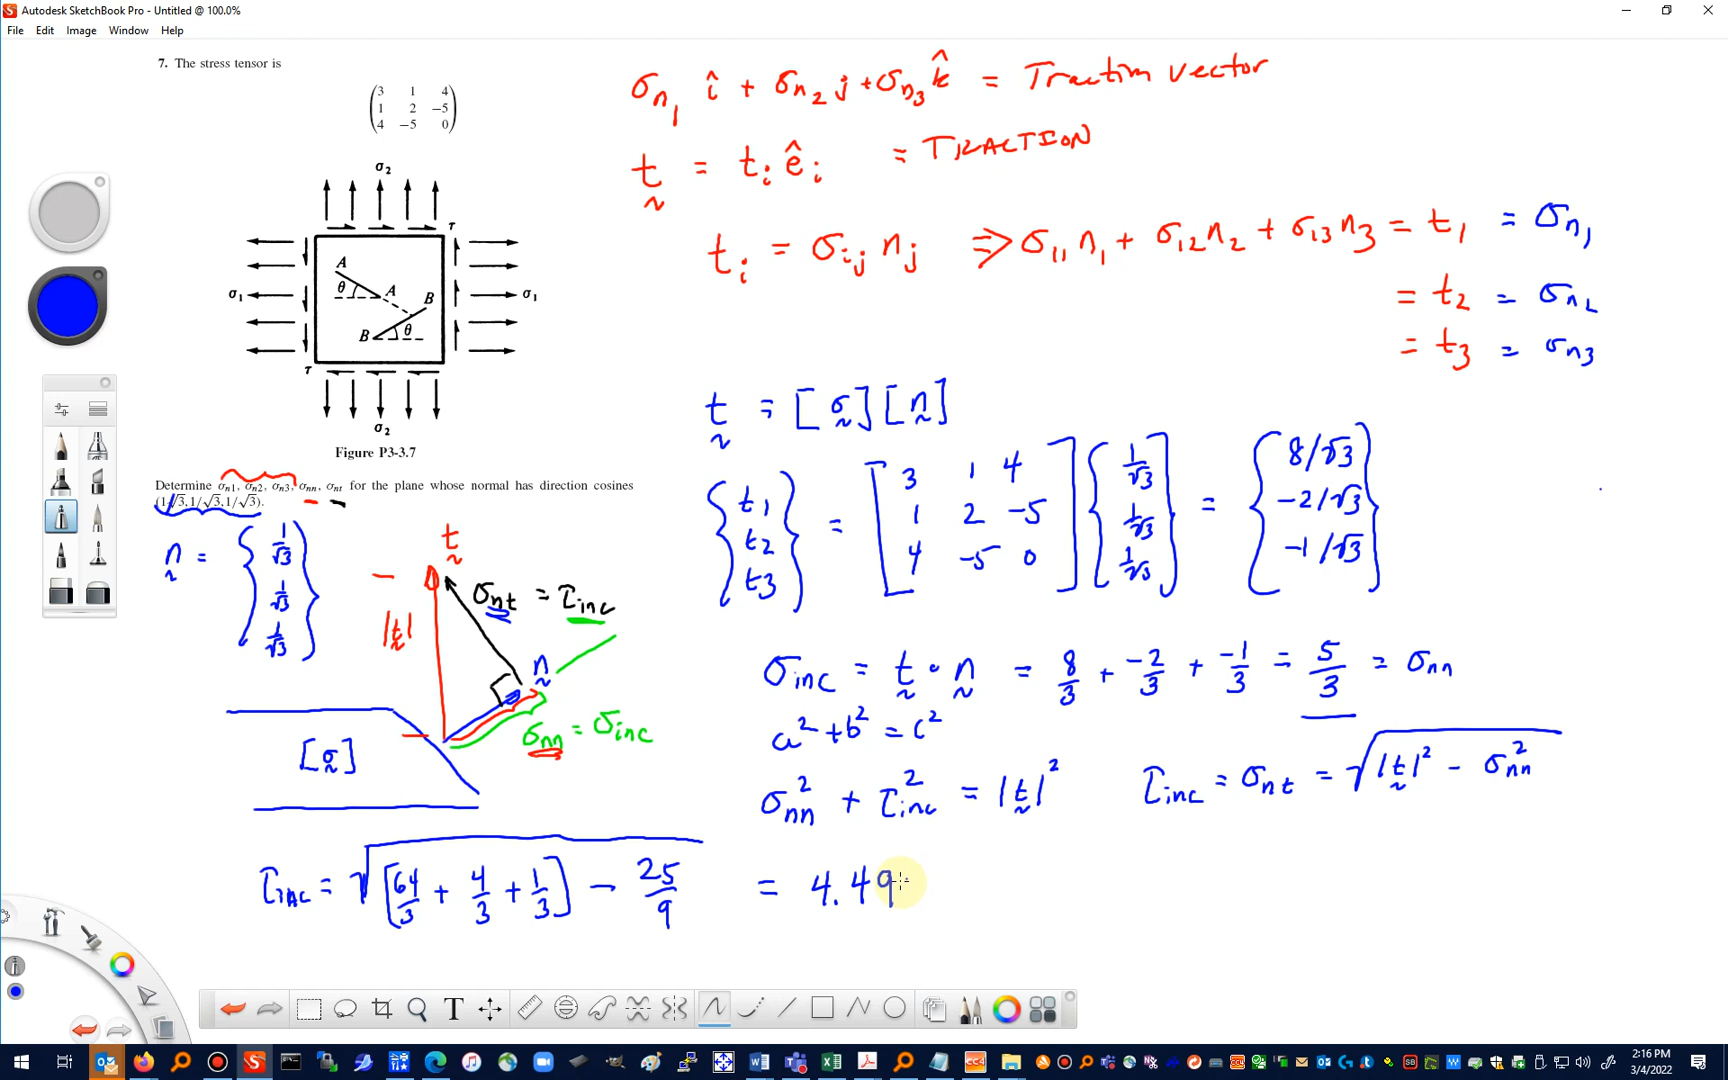 Autodesk SketchBook Pro - Untitled @ 100.0%
File Edit Image Window Help
7. The stress tensor is
3 1 4
1 2 −5
4 −5 0
σ2
τ
A
θ
A
B
σ1
σ1
B
θ
τ
σ2
Figure P3-3.7
Determine σn1, σn2, σn3, σnn, σnt for the plane whose normal has direction cosines
(1/√3,1/√3,1/√3).
n = { 1/√3 1/√3 1/√3 }
t
|t|
σnt = τinc
n
σnn = σinc
[σ]
σn1 î + σn2 j + σn3 k̂ = Traction vector
t = ti êi = TRACTION
ti = σij nj ⇒ σ11 n1 + σ12 n2 + σ13 n3 = t1 = σn1
= t2 = σn2
= t3 = σn3
t = [σ][n]
{ t1 t2 t3 } = [ 3 1 4 1 2 -5 4 -5 0 ] { 1/√3 1/√3 1/√3 } = { 8/√3 -2/√3 -1/√3 }
σinc = t • n = 8/3 + -2/3 + -1/3 = 5/3 = σnn
a² + b² = c²
σnn² + τinc² = |t|²
τinc = σnt = √|t|² - σnn²
τinc = √[64/3 + 4/3 + 1/3] - 25/9 = 4.49
T
2:16 PM
3/4/2022